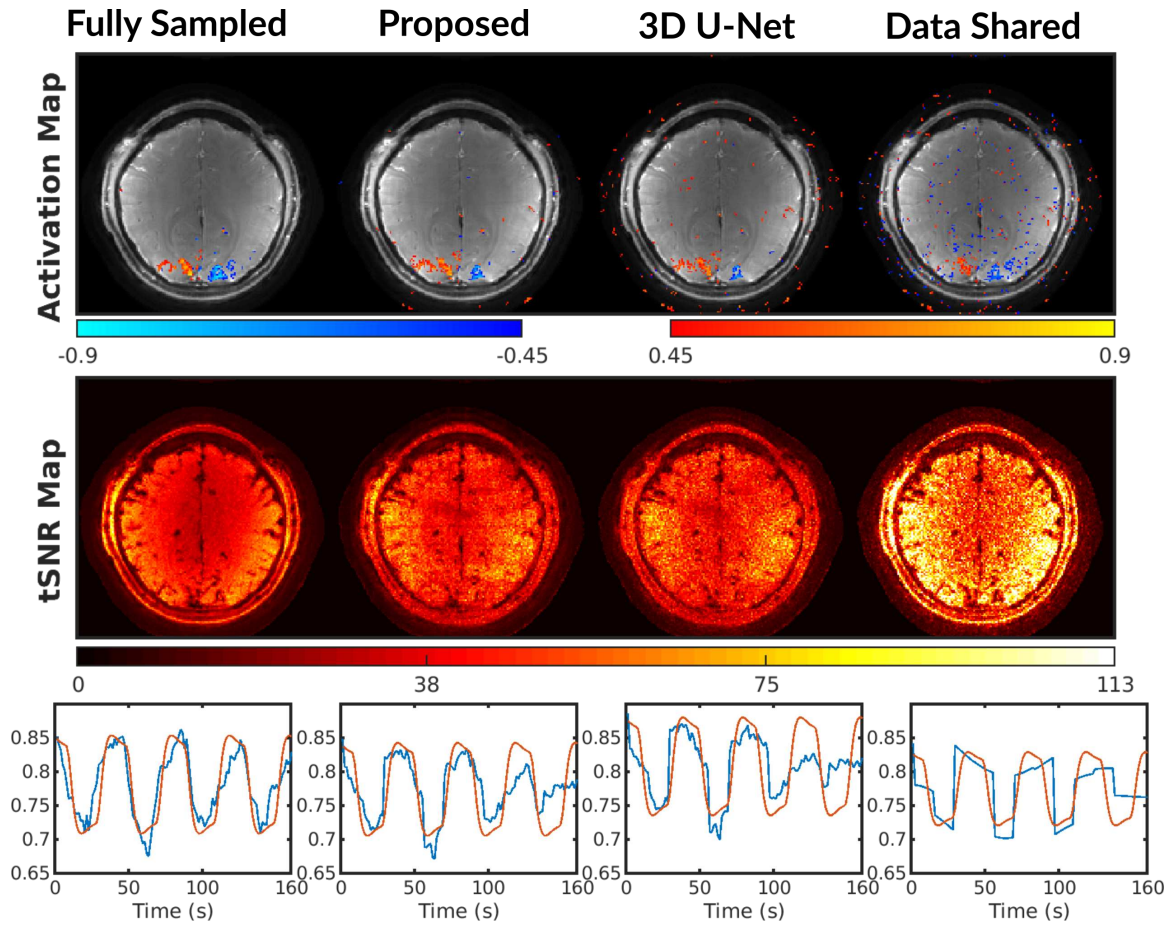 Fully Sampled Proposed 3D U-Net Data Shared
Activation Map
-0.9 -0.45 0.45 0.9
tSNR Map
0 38 75 113
0.85 0.85 0.85 0.85
0.8 0.8 0.8 0.8
0.75 0.75 0.75 0.75
0.7 0.7 0.7 0.7
0.65 0.65 0.65 0.65
0 50 100 160 0 50 100 160 0 50 100 160 0 50 100 160
Time (s) Time (s) Time (s) Time (s)